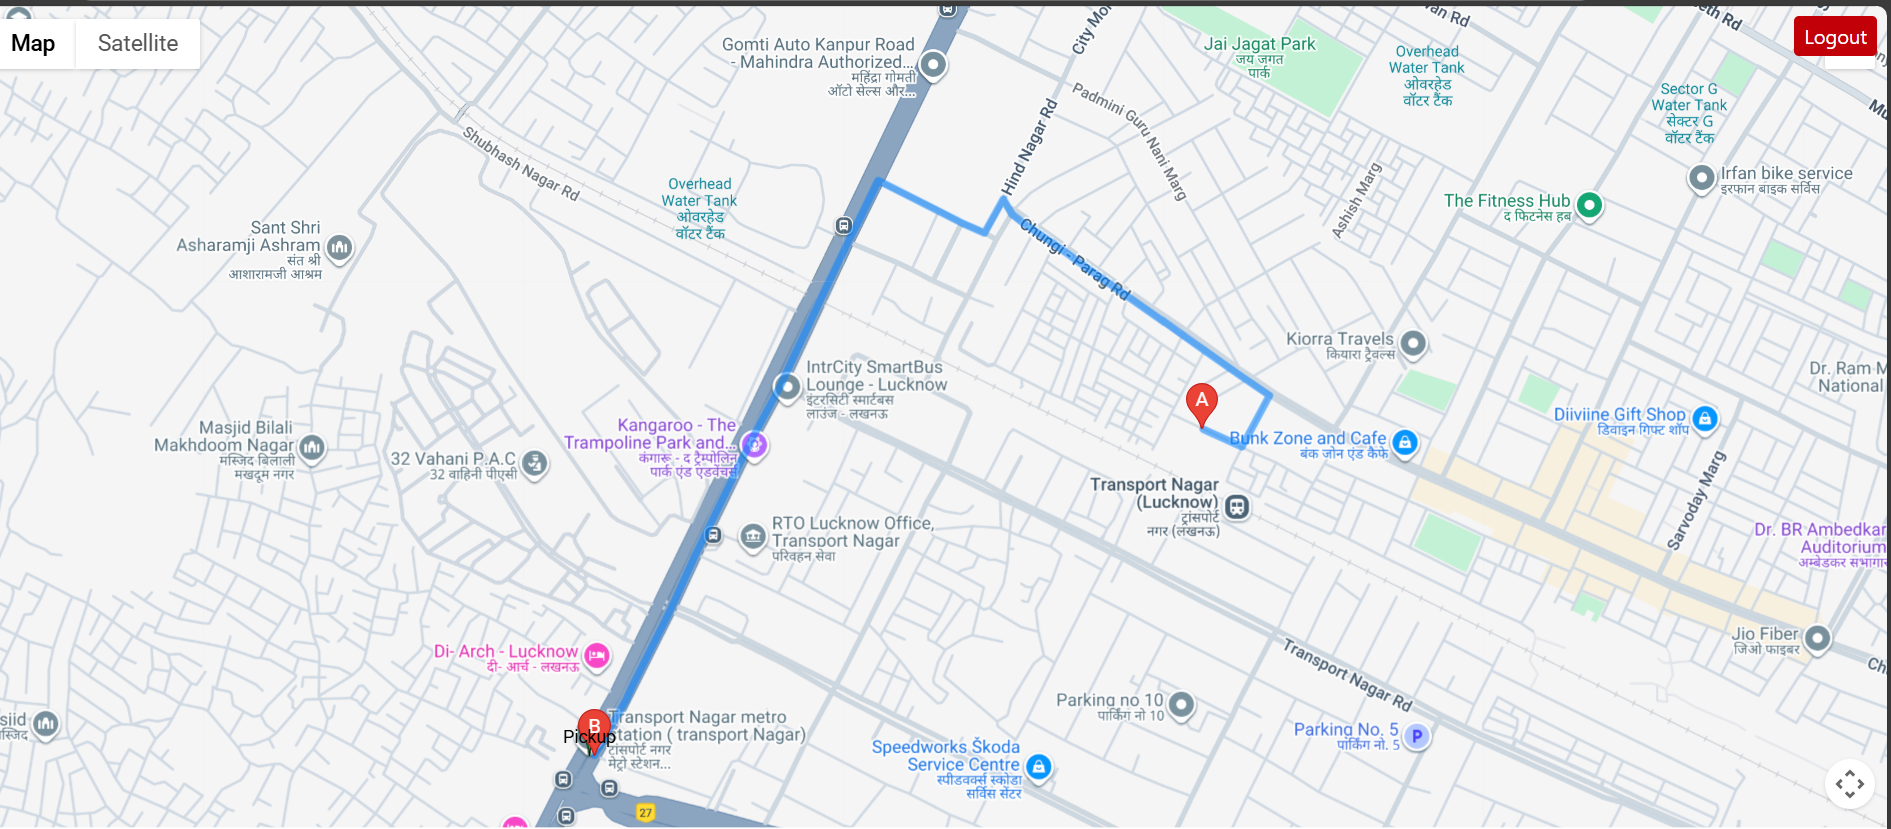 Map
Satellite
Logout
Gomti Auto Kanpur Road
- Mahindra Authorized...
महिंद्रा गोमती
ऑटो सेल्स और...
City Mon
Jai Jagat Park
जय जगत
पार्क
Overhead
Water Tank
ओवरहेड
वॉटर टैंक
an Rd
eth Rd
Sector G
Water Tank
सेक्टर G
वॉटर टैंक
Padmini Guru Nani Marg
Hind Nagar Rd
Shubhash Nagar Rd
Overhead
Water Tank
ओवरहेड
वॉटर टैंक
Ashish Marg
Irfan bike service
इरफान बाइक सर्विस
The Fitness Hub
द फिटनेस हब
Sant Shri
Asharamji Ashram
संत श्री
आशारामजी आश्रम
Chungi - Parag Rd
Kiorra Travels
कियारा ट्रैवल्स
IntrCity SmartBus
Lounge - Lucknow
इंटरसिटी स्मार्टबस
लाउंज - लखनऊ
Dr. Ram M
National
A
Kangaroo - The
Trampoline Park and...
कंगारू - द ट्रैम्पोलिन
पार्क एंड एडवेंचर्स
Masjid Bilali
Makhdoom Nagar
मस्जिद बिलाली
मखदूम नगर
32 Vahani P.A.C
32 वाहिनी पीएसी
Bunk Zone and Cafe
बंक जोन एंड कैफे
Diiviine Gift Shop
डिवाइन गिफ्ट शॉप
Transport Nagar
(Lucknow)
ट्रांसपोर्ट
नगर (लखनऊ)
Sarvoday Marg
RTO Lucknow Office,
Transport Nagar
परिवहन सेवा
Dr. BR Ambedkar
Auditorium
अम्बेडकर सभागार
Di- Arch - Lucknow
दी- आर्च - लखनऊ
Transport Nagar Rd
Jio Fiber
जिओ फाइबर
Ch
Parking no 10
पार्किंग नो 10
Parking No. 5
पार्किंग नो. 5
P
sjid
स्जिद
B
Pickup
Transport Nagar metro
station ( transport Nagar)
ट्रांसपोर्ट नगर
मेट्रो स्टेशन...
Speedworks Škoda
Service Centre
स्पीडवर्क्स स्कोडा
सर्विस सेंटर
27